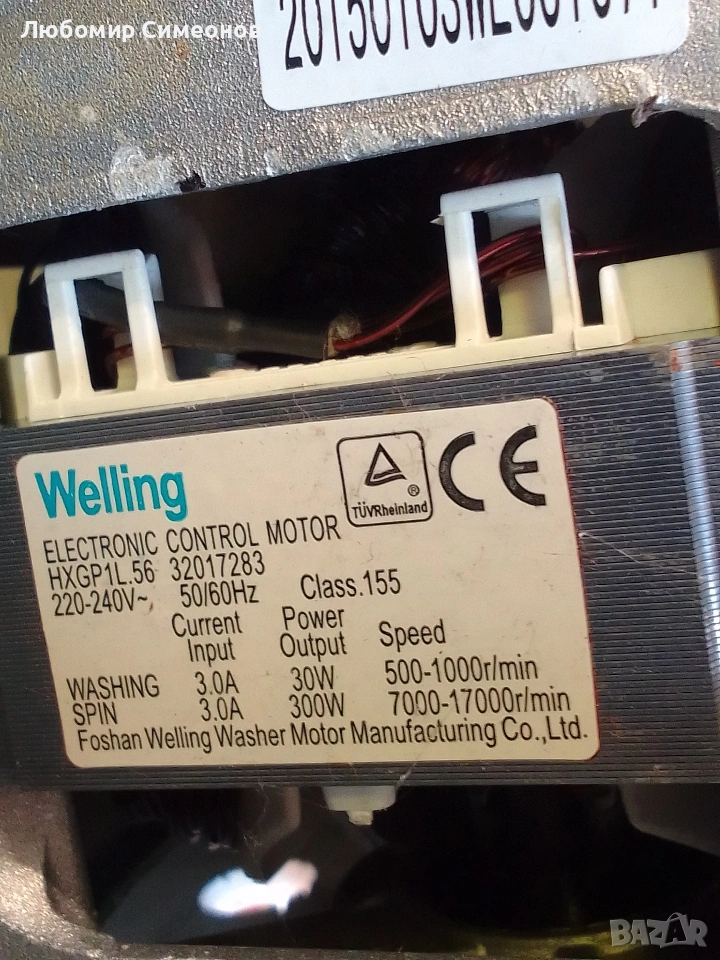 Любомир Симеонов
Welling
TÜVRheinland
®
CE
ELECTRONIC CONTROL MOTOR
HXGP1L.56 32017283
220-240V~ 50/60Hz Class.155
Current Power
Input Output Speed
WASHING 3.0A 30W 500-1000r/min
SPIN 3.0A 300W 7000-17000r/min
Foshan Welling Washer Motor Manufacturing Co.,Ltd.
BAZAR